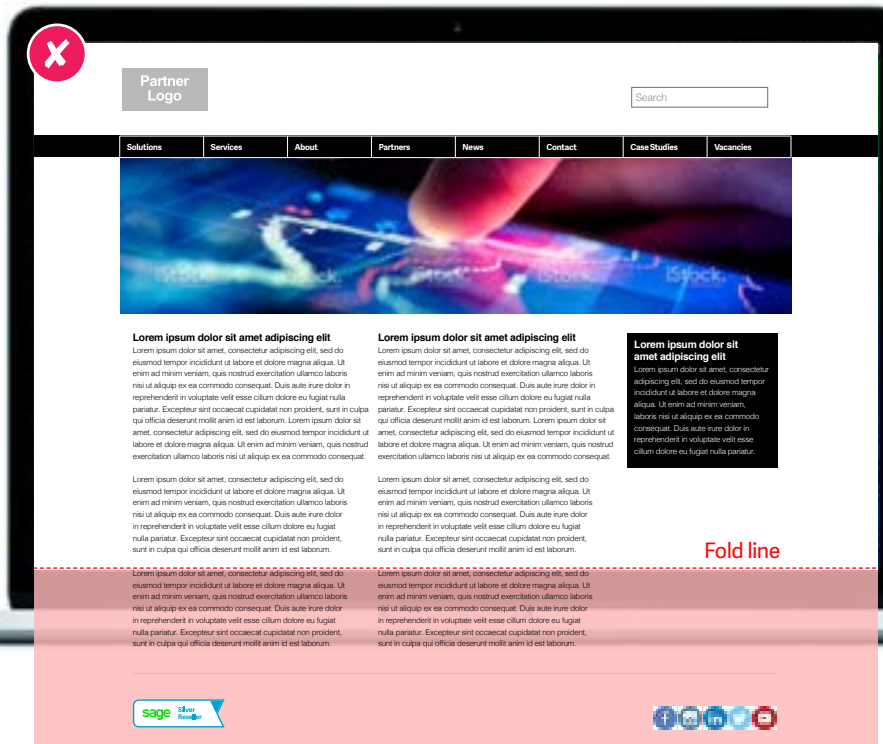 Partner
Logo
Search
Solutions Services About Partners News Contact Case Studies Vacancies
iStock. iStock. iStock. iStock. iStock.
Lorem ipsum dolor sit amet adipiscing elit
Lorem ipsum dolor sit amet, consectetur adipiscing elit, sed do
eiusmod tempor incididunt ut labore et dolore magna aliqua. Ut
enim ad minim veniam, quis nostrud exercitation ullamco laboris
nisi ut aliquip ex ea commodo consequat. Duis aute irure dolor in
reprehenderit in voluptate velit esse cillum dolore eu fugiat nulla
pariatur. Excepteur sint occaecat cupidatat non proident, sunt in culpa
qui officia deserunt mollit anim id est laborum. Lorem ipsum dolor sit
amet, consectetur adipiscing elit, sed do eiusmod tempor incididunt ut
labore et dolore magna aliqua. Ut enim ad minim veniam, quis nostrud
exercitation ullamco laboris nisi ut aliquip ex ea commodo consequat.
Lorem ipsum dolor sit amet, consectetur adipiscing elit, sed do
eiusmod tempor incididunt ut labore et dolore magna aliqua. Ut
enim ad minim veniam, quis nostrud exercitation ullamco laboris
nisi ut aliquip ex ea commodo consequat. Duis aute irure dolor
in reprehenderit in voluptate velit esse cillum dolore eu fugiat
nulla pariatur. Excepteur sint occaecat cupidatat non proident,
sunt in culpa qui officia deserunt mollit anim id est laborum.
Lorem ipsum dolor sit amet, consectetur adipiscing elit, sed do
eiusmod tempor incididunt ut labore et dolore magna aliqua. Ut
enim ad minim veniam, quis nostrud exercitation ullamco laboris
nisi ut aliquip ex ea commodo consequat. Duis aute irure dolor
in reprehenderit in voluptate velit esse cillum dolore eu fugiat
nulla pariatur. Excepteur sint occaecat cupidatat non proident,
sunt in culpa qui officia deserunt mollit anim id est laborum.
Lorem ipsum dolor sit amet adipiscing elit
Lorem ipsum dolor sit amet, consectetur adipiscing elit, sed do
eiusmod tempor incididunt ut labore et dolore magna aliqua. Ut
enim ad minim veniam, quis nostrud exercitation ullamco laboris
nisi ut aliquip ex ea commodo consequat. Duis aute irure dolor in
reprehenderit in voluptate velit esse cillum dolore eu fugiat nulla
pariatur. Excepteur sint occaecat cupidatat non proident, sunt in culpa
qui officia deserunt mollit anim id est laborum. Lorem ipsum dolor sit
amet, consectetur adipiscing elit, sed do eiusmod tempor incididunt ut
labore et dolore magna aliqua. Ut enim ad minim veniam, quis nostrud
exercitation ullamco laboris nisi ut aliquip ex ea commodo consequat.
Lorem ipsum dolor sit amet, consectetur adipiscing elit, sed do
eiusmod tempor incididunt ut labore et dolore magna aliqua. Ut
enim ad minim veniam, quis nostrud exercitation ullamco laboris
nisi ut aliquip ex ea commodo consequat. Duis aute irure dolor
in reprehenderit in voluptate velit esse cillum dolore eu fugiat
nulla pariatur. Excepteur sint occaecat cupidatat non proident,
sunt in culpa qui officia deserunt mollit anim id est laborum.
Lorem ipsum dolor sit amet, consectetur adipiscing elit, sed do
eiusmod tempor incididunt ut labore et dolore magna aliqua. Ut
enim ad minim veniam, quis nostrud exercitation ullamco laboris
nisi ut aliquip ex ea commodo consequat. Duis aute irure dolor
in reprehenderit in voluptate velit esse cillum dolore eu fugiat
nulla pariatur. Excepteur sint occaecat cupidatat non proident,
sunt in culpa qui officia deserunt mollit anim id est laborum.
Lorem ipsum dolor sit
amet adipiscing elit
Lorem ipsum dolor sit amet, consectetur
adipiscing elit, sed do eiusmod tempor
incididunt ut labore et dolore magna
aliqua. Ut enim ad minim veniam,
laboris nisi ut aliquip ex ea commodo
consequat. Duis aute irure dolor in
reprehenderit in voluptate velit esse
cillum dolore eu fugiat nulla pariatur.
Fold line
sage Silver
Reseller